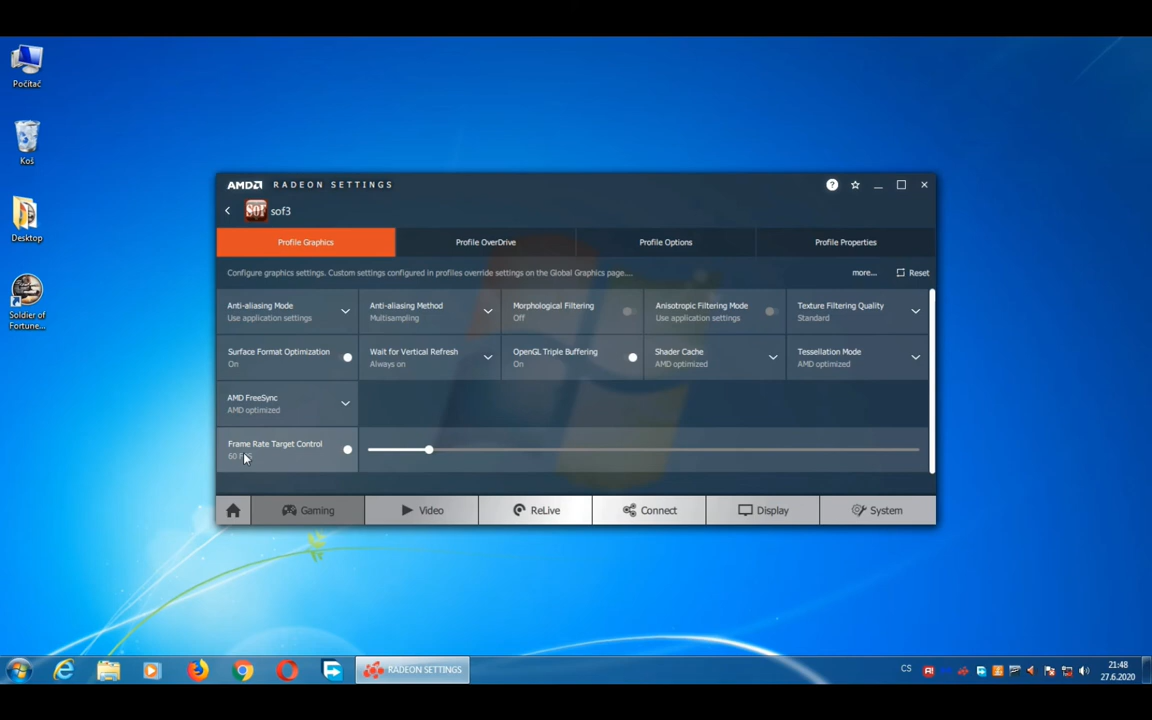 Počítač
Koš
Desktop
Soldier of
Fortune...
AMD RADEON SETTINGS
?
SOF sof3
Profile Graphics
Profile OverDrive
Profile Options
Profile Properties
Configure graphics settings. Custom settings configured in profiles override settings on the Global Graphics page....
more...
Reset
Anti-aliasing Mode
Use application settings
Anti-aliasing Method
Multisampling
Morphological Filtering
Off
Anisotropic Filtering Mode
Use application settings
Texture Filtering Quality
Standard
Surface Format Optimization
On
Wait for Vertical Refresh
Always on
OpenGL Triple Buffering
On
Shader Cache
AMD optimized
Tessellation Mode
AMD optimized
AMD FreeSync
AMD optimized
Frame Rate Target Control
60 FPS
Gaming
Video
ReLive
Connect
Display
System
RADEON SETTINGS
CS
21:48
27.6.2020